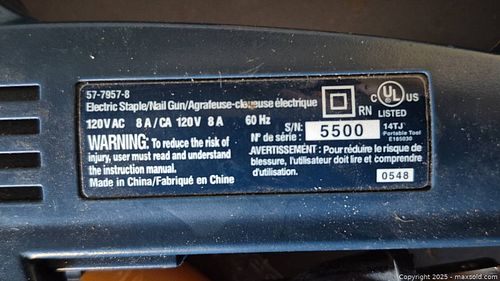 57-7957-8
Electric Staple/Nail Gun/Agrafeuse-cloueuse électrique
120V AC 8 A/CA 120V 8 A 60 Hz
RN
C UL US
LISTED
14TJ
Portable Tool
E165030
S/N:
N° de série :
5500
WARNING: To reduce the risk of
injury, user must read and understand
the instruction manual.
Made in China/Fabriqué en Chine
AVERTISSEMENT : Pour réduire le risque de
blessure, l'utilisateur doit lire et comprendre
le manuel d'utilisation.
0548
Copyright © 2025 - maxsold.com